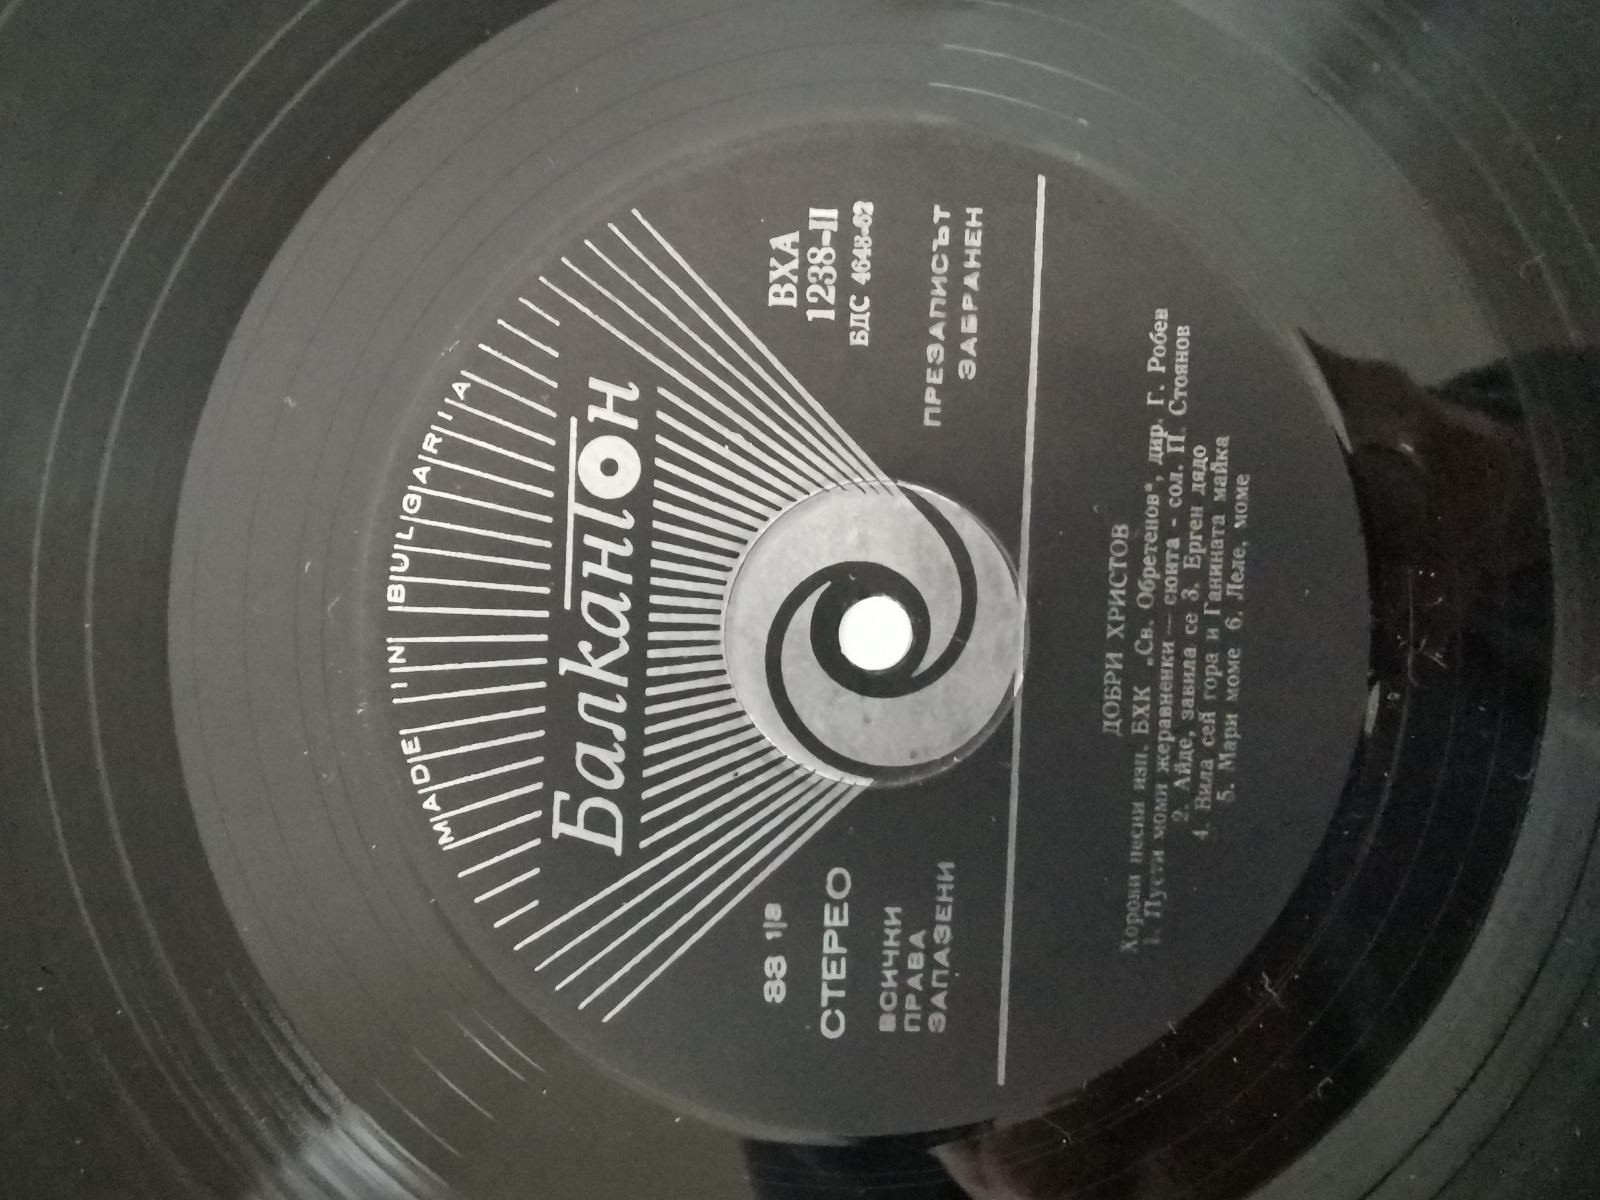 MADE IN BULGARIA
Балкантон
33 1/3
СТЕРЕО
ВСИЧКИ
ПРАВА
ЗАПАЗЕНИ
ВХА
1238-II
БДС 4648-62
ПРЕЗАПИСЪТ
ЗАБРАНЕН
ДОБРИ ХРИСТОВ
Хорови песни изп. БХК „Св. Обретенов“, дир. Г. Робев
1. Пусти моми жеравненки — сюита - сол. П. Стоянов
2. Айде, завила се 3. Ерген дядо
4. Вила сей гора и Ганината майка
5. Мари моме 6. Леле, моме